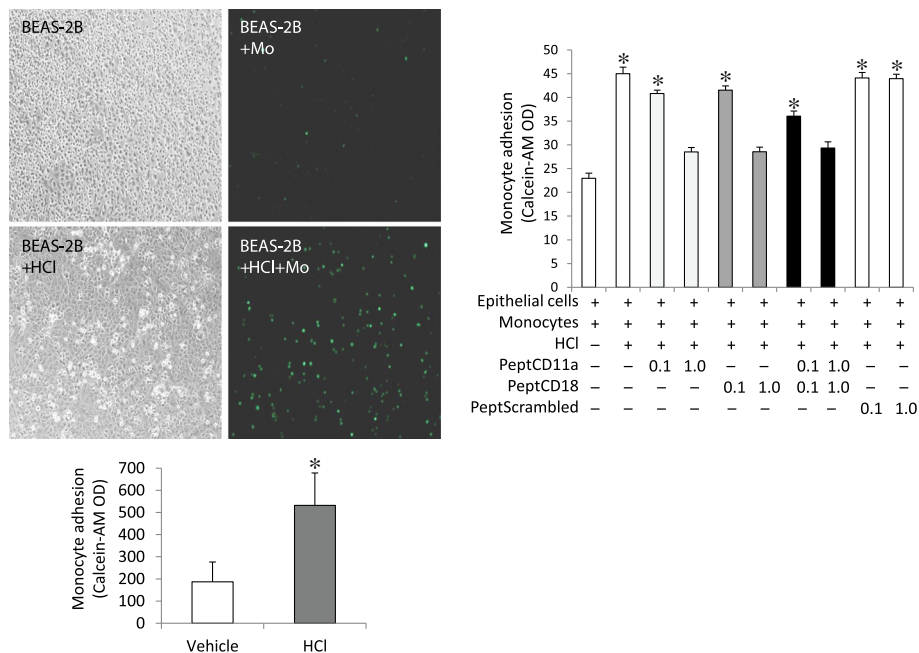 BEAS-2B
BEAS-2B
+Mo
BEAS-2B
+HCl
BEAS-2B
+HCl+Mo
Monocyte adhesion
(Calcein-AM OD)
700
600
500
400
300
200
100
0
*
Vehicle HCl
Monocyte adhesion
(Calcein-AM OD)
50
45
40
35
30
25
20
15
10
5
0
* * * * * *
Epithelial cells + + + + + + + + + +
Monocytes + + + + + + + + + +
HCl – + + + + + + + + +
PeptCD11a – – 0.1 1.0 – – 0.1 1.0 – –
PeptCD18 – – – – 0.1 1.0 0.1 1.0 – –
PeptScrambled – – – – – – – – 0.1 1.0